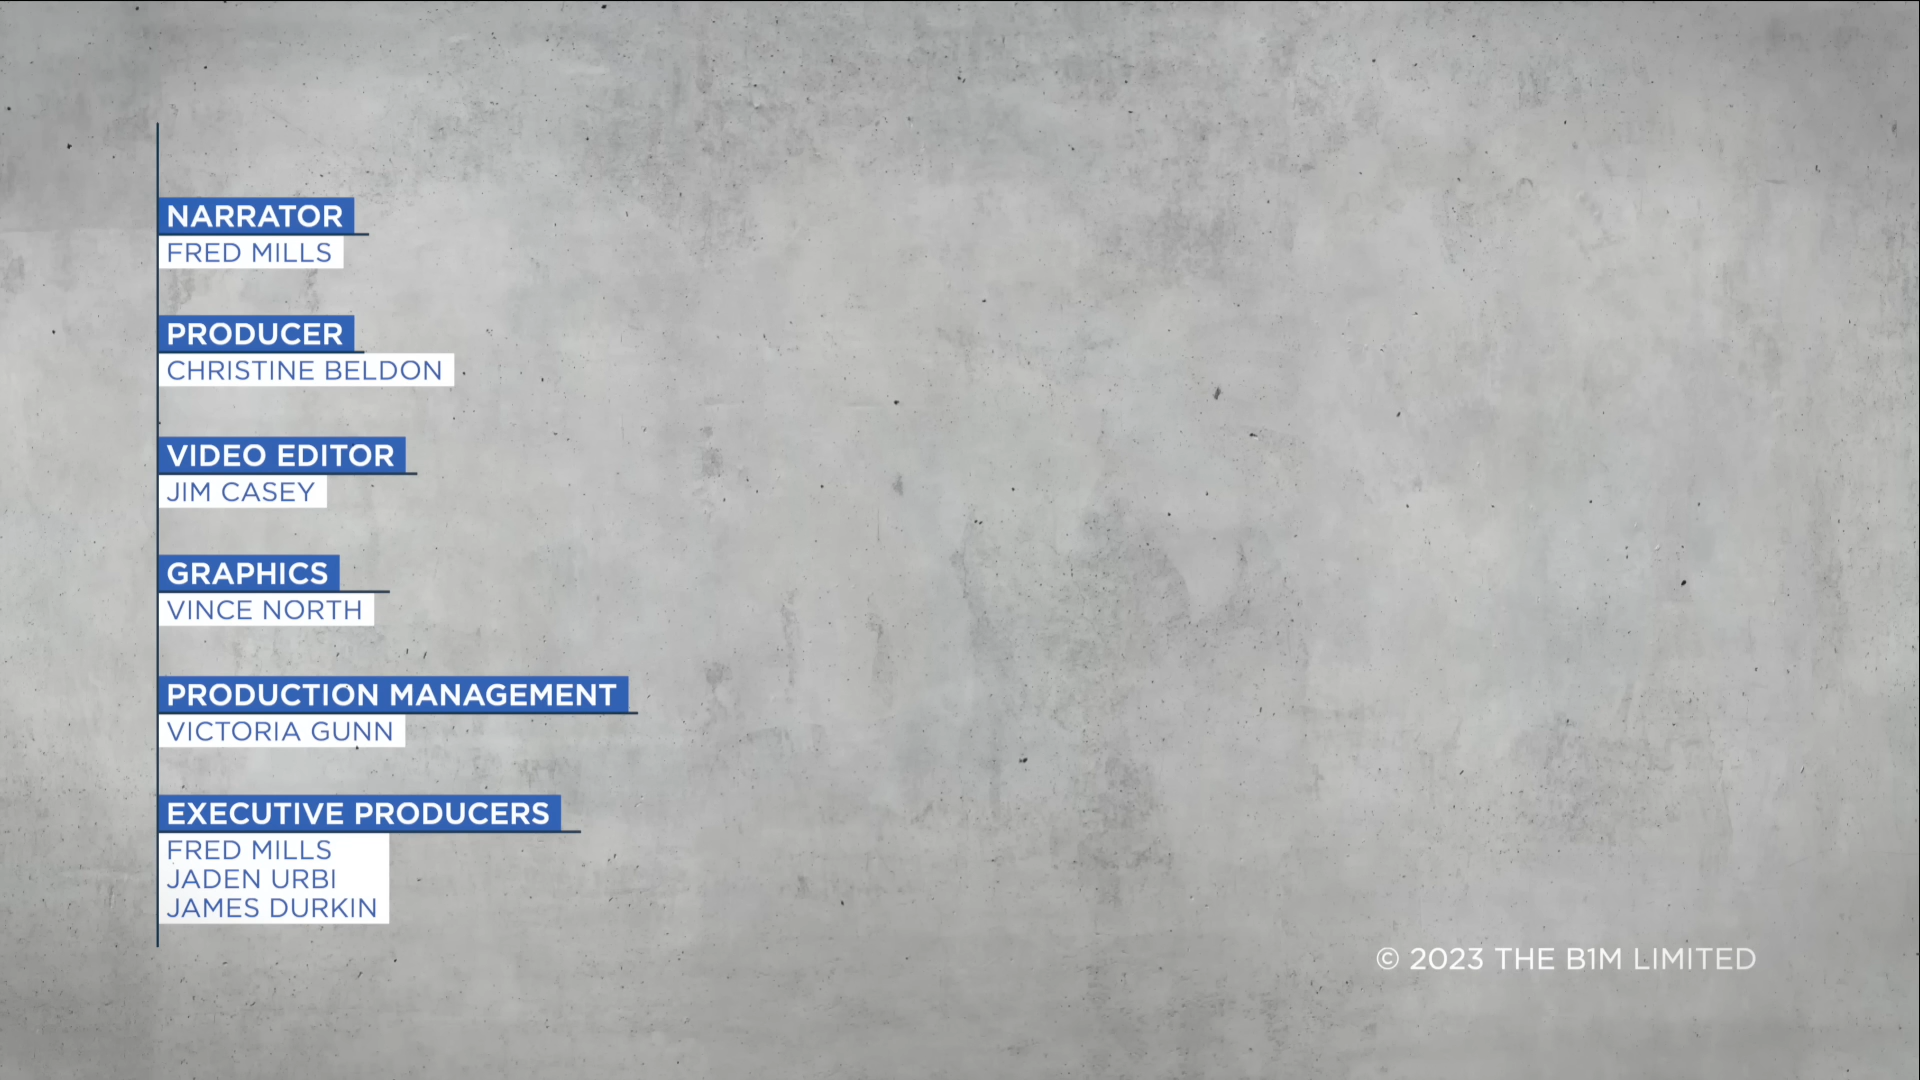 NARRATOR
FRED MILLS
PRODUCER
CHRISTINE BELDON
VIDEO EDITOR
JIM CASEY
GRAPHICS
VINCE NORTH
PRODUCTION MANAGEMENT
VICTORIA GUNN
EXECUTIVE PRODUCERS
FRED MILLS
JADEN URBI
JAMES DURKIN
© 2023 THE B1M LIMITED